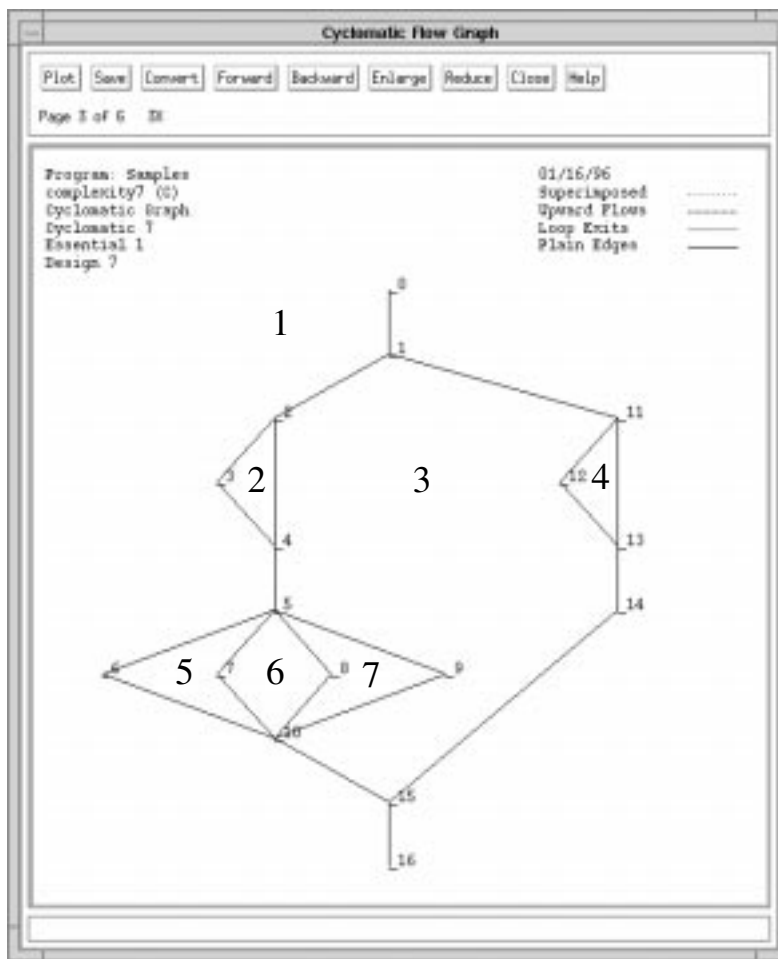 Cyclomatic Flow Graph
Plot Save Convert Forward Backward Enlarge Reduce Close Help
Page 3 of 6
Program: Samples
complexity7 (C)
Cyclomatic Graph
Cyclomatic 7
Essential 1
Design 7
01/16/96
Superimposed
Upward Flows
Loop Exits
Plain Edges
0
1
1
2
11
3
2
3
12
4
4
13
5
14
6
5
7
6
8
7
9
10
15
16